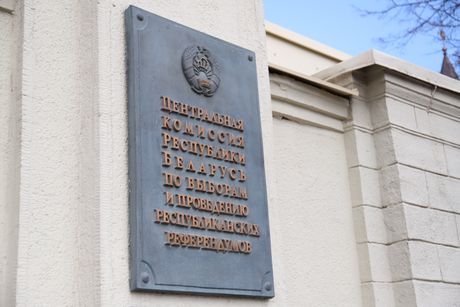 ЦЕНТРАЛЬНАЯ
КОМИССИЯ
РЕСПУБЛИКИ
БЕЛАРУСЬ
ПО ВЫБОРАМ
И ПРОВЕДЕНИЮ
РЕСПУБЛИКАНСКИХ
РЕФЕРЕНДУМОВ